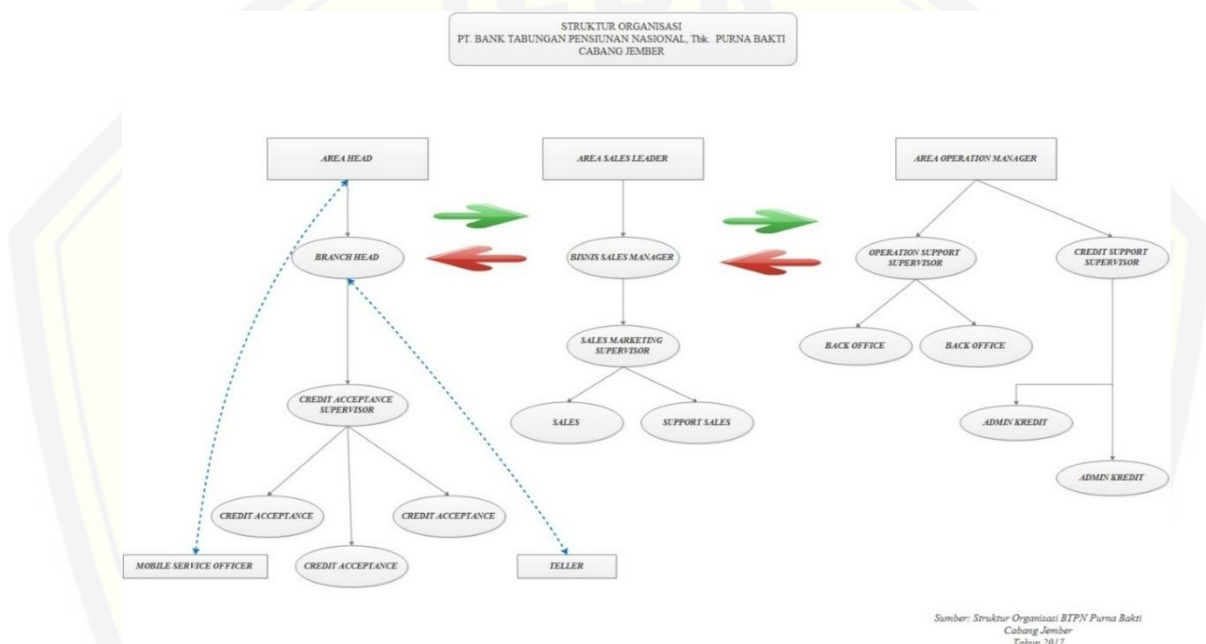 STRUKTUR ORGANISASI
PT. BANK TABUNGAN PENSIUNAN NASIONAL, Tbk. PURNA BAKTI
CABANG JEMBER
AREA HEAD
AREA SALES LEADER
AREA OPERATION MANAGER
BRANCH HEAD
BISNIS SALES MANAGER
OPERATION SUPPORT
SUPERVISOR
CREDIT SUPPORT
SUPERVISOR
SALES MARKETING
SUPERVISOR
BACK OFFICE
BACK OFFICE
CREDIT ACCEPTANCE
SUPERVISOR
SALES
SUPPORT SALES
ADMIN KREDIT
ADMIN KREDIT
CREDIT ACCEPTANCE
CREDIT ACCEPTANCE
MOBILE SERVICE OFFICER
CREDIT ACCEPTANCE
TELLER
Sumber: Struktur Organisasi BTPN Purna Bakti
Cabang Jember
Tahun 2017